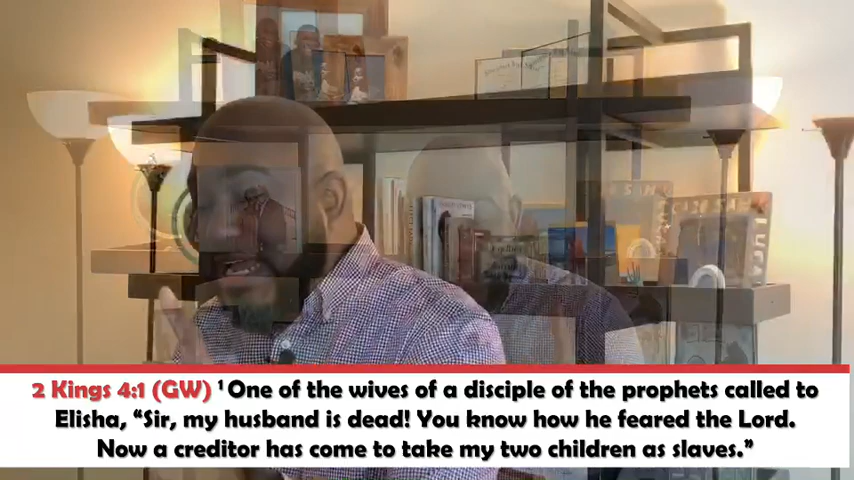 2 Kings 4:1 (GW) ¹One of the wives of a disciple of the prophets called to
Elisha, “Sir, my husband is dead! You know how he feared the Lord.
Now a creditor has come to take my two children as slaves.”